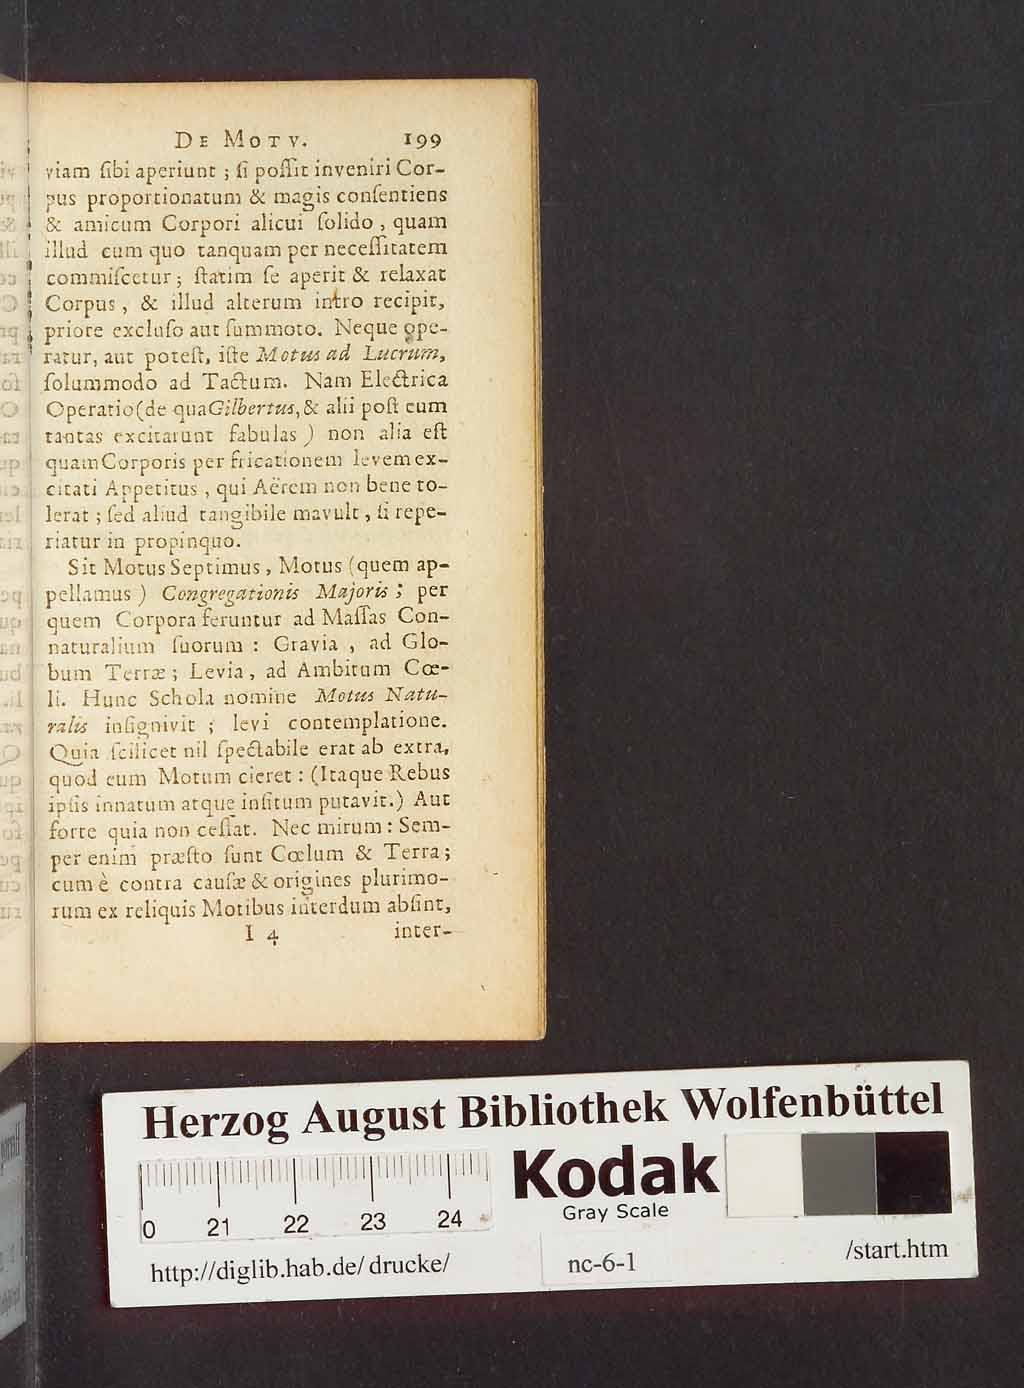 DE MOTV. 199
viam ſibi aperiunt ; ſi poſſit inveniri Cor-
pus proportionatum & magis conſentiens
& amicum Corpori alicui ſolido , quam
illud cum quo tanquam per neceſſitatem
commiſcetur ; ſtatim ſe aperit & relaxat
Corpus , & illud alterum intro recipit,
priore excluſo aut ſummoto. Neque ope-
ratur, aut poteſt, iſte Motus ad Lucrum,
ſolummodo ad Tactum. Nam Electrica
Operatio (de qua Gilbertus, & alii poſt eum
tantas excitarunt fabulas ) non alia eſt
quam Corporis per fricationem levem ex-
citati Appetitus , qui Aërem non bene to-
lerat ; ſed aliud tangibile mavult , ſi repe-
riatur in propinquo.
Sit Motus Septimus , Motus (quem ap-
pellamus ) Congregationis Majoris ; per
quem Corpora feruntur ad Maſſas Con-
naturalium ſuorum : Gravia , ad Glo-
bum Terræ ; Levia , ad Ambitum Cœ-
li. Hunc Schola nomine Motus Natu-
ralis inſignivit ; levi contemplatione.
Quia ſcilicet nil ſpectabile erat ab extra,
quod eum Motum cieret : (Itaque Rebus
ipſis innatum atque inſitum putavit.) Aut
forte quia non ceſſat. Nec mirum : Sem-
per enim præſto ſunt Cœlum & Terra ;
cum è contra cauſæ & origines plurimo-
rum ex reliquis Motibus interdum abſint,
I 4 inter-
Herzog August Bibliothek Wolfenbüttel
Kodak
Gray Scale
0 21 22 23 24
http://diglib.hab.de/drucke/ nc-6-1 /start.htm